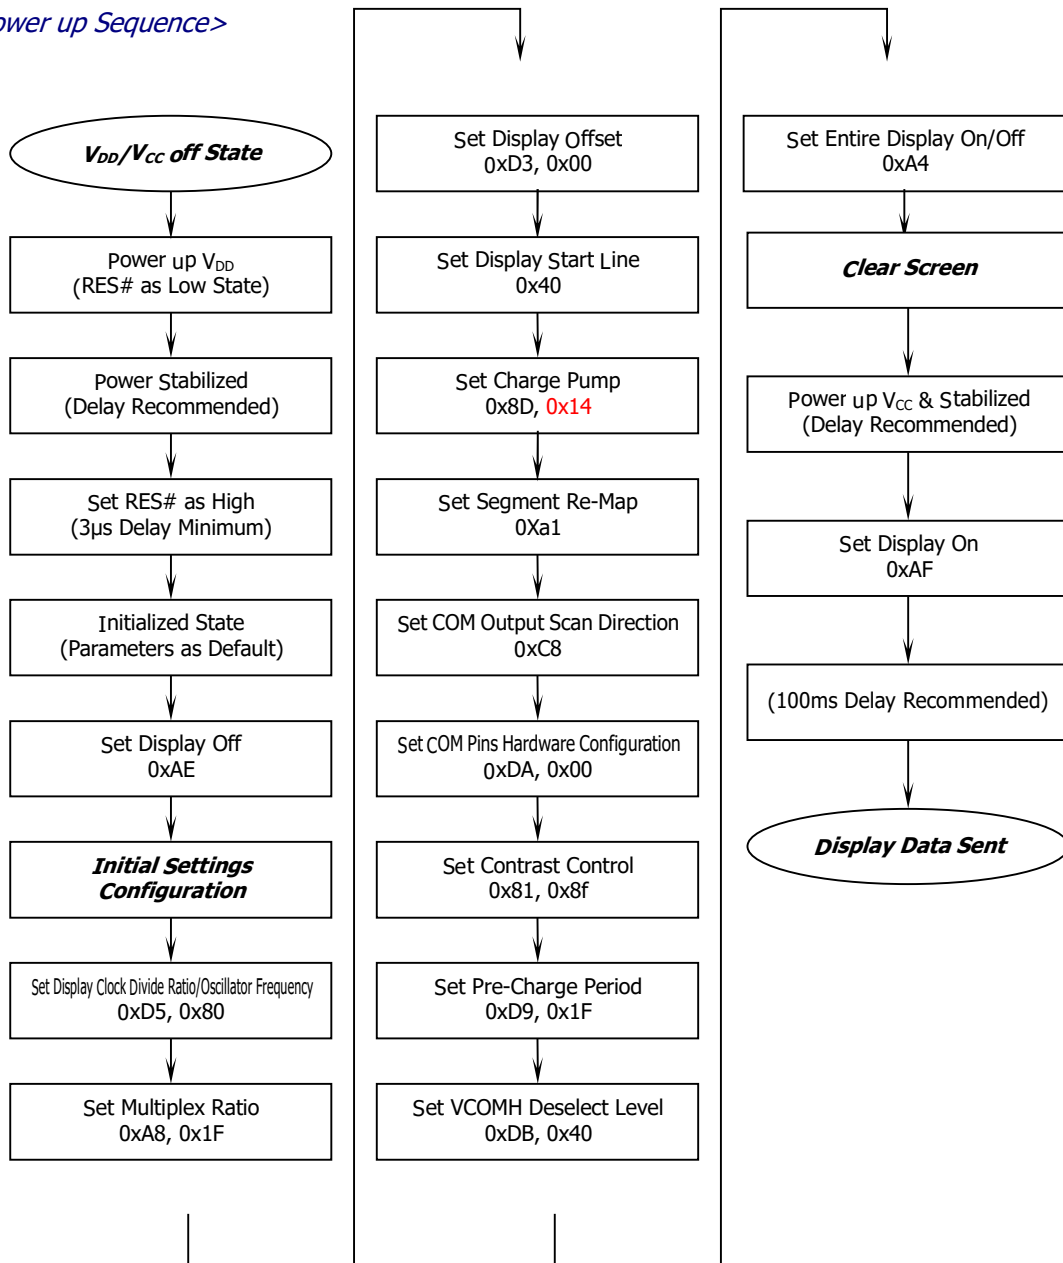 ower up Sequence>
V_DD/V_CC off State
Power up V_DD
(RES# as Low State)
Power Stabilized
(Delay Recommended)
Set RES# as High
(3μs Delay Minimum)
Initialized State
(Parameters as Default)
Set Display Off
0xAE
Initial Settings
Configuration
Set Display Clock Divide Ratio/Oscillator Frequency
0xD5, 0x80
Set Multiplex Ratio
0xA8, 0x1F
Set Display Offset
0xD3, 0x00
Set Display Start Line
0x40
Set Charge Pump
0x8D, 0x14
Set Segment Re-Map
0Xa1
Set COM Output Scan Direction
0xC8
Set COM Pins Hardware Configuration
0xDA, 0x00
Set Contrast Control
0x81, 0x8f
Set Pre-Charge Period
0xD9, 0x1F
Set VCOMH Deselect Level
0xDB, 0x40
Set Entire Display On/Off
0xA4
Clear Screen
Power up V_CC & Stabilized
(Delay Recommended)
Set Display On
0xAF
(100ms Delay Recommended)
Display Data Sent